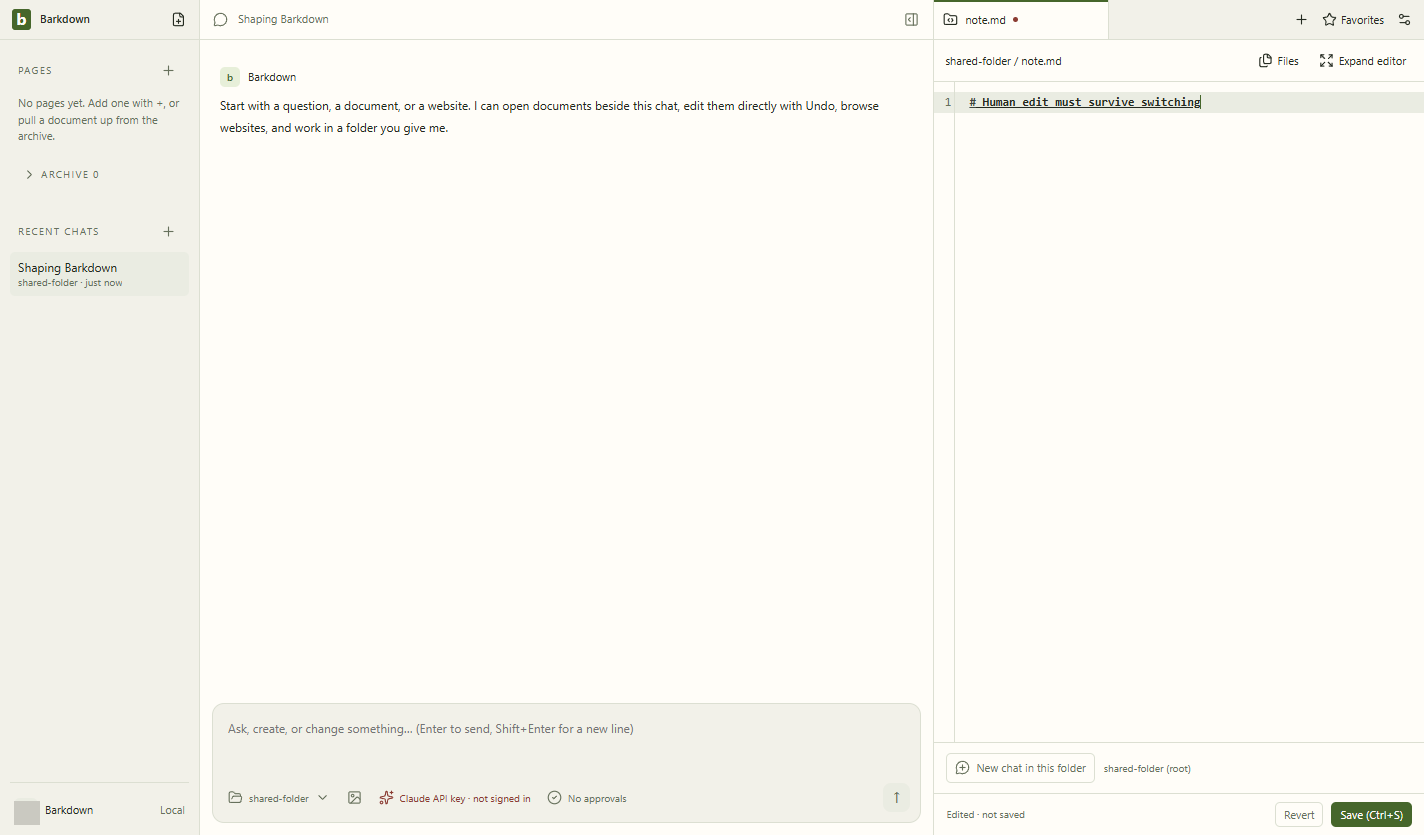 b Barkdown
PAGES
No pages yet. Add one with +, or
pull a document up from the
archive.
ARCHIVE 0
RECENT CHATS
Shaping Barkdown
shared-folder · just now
Barkdown Local
Shaping Barkdown
b Barkdown
Start with a question, a document, or a website. I can open documents beside this chat, edit them directly with Undo, browse
websites, and work in a folder you give me.
Ask, create, or change something... (Enter to send, Shift+Enter for a new line)
shared-folder Claude API key · not signed in No approvals
note.md Favorites
shared-folder / note.md Files Expand editor
1 # Human edit must survive switching
New chat in this folder shared-folder (root)
Edited · not saved Revert Save (Ctrl+S)